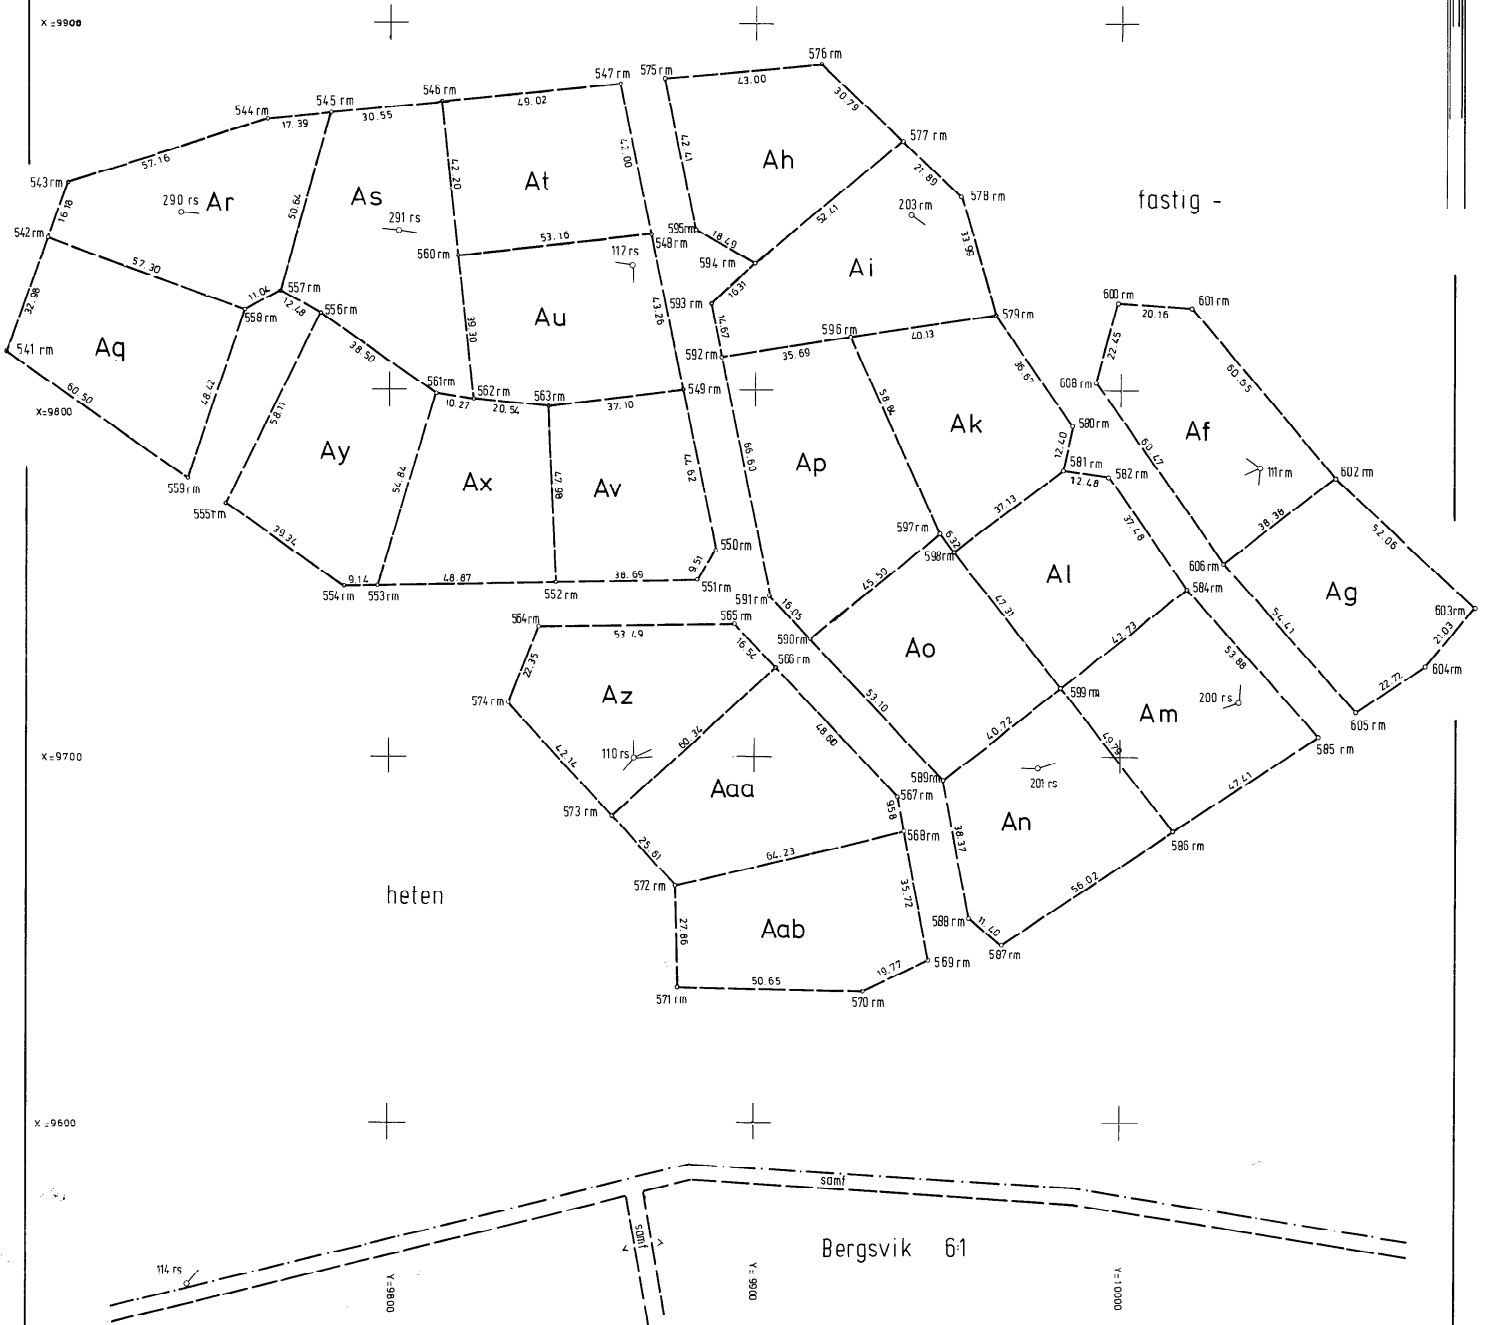 X=9900
576 rm
547 rm
575 rm
43.00
546 rm
49.02
30.79
545 rm
544 rm
30.55
17.39
577 rm
57.16
42.20
42.00
42.41
Ah
21.89
543 rm
At
As
578 rm
290 rs
Ar
fastig -
16.18
50.64
291 rs
52.41
203 rm
542 rm
595 rm
18.49
33.99
53.16
548 rm
560 rm
117 rs
594 rm
57.30
Ai
16.31
11.04
557 rm
12.48
32.98
43.26
593 rm
600 rm
601 rm
558 rm
556 rm
Au
14.67
20.16
579 rm
39.30
596 rm
40.13
541 rm
Aq
38.50
592 rm
35.69
22.45
36.67
60.65
60.50
48.42
561 rm
562 rm
563 rm
549 rm
608 rm
X=9800
10.27
20.54
37.10
58.11
58.84
Ak
580 rm
Af
12.40
66.60
60.47
Ay
Ap
44.62
581 rm
582 rm
111 rm
602 rm
54.84
Ax
47.98
Av
12.48
559 rm
555 rm
37.13
39.34
597 rm
6.32
37.48
38.38
52.06
550 rm
598 rm
9.51
606 rm
9.14
48.87
38.69
45.50
Al
554 rm
553 rm
552 rm
551 rm
584 rm
591 rm
16.05
47.31
Ag
603 rm
564 rm
565 rm
53.49
16.54
590 rm
54.41
43.73
21.03
22.35
566 rm
Ao
53.88
604 rm
574 rm
Az
599 rm
22.72
53.10
200 rs
60.34
48.60
40.72
Am
605 rm
42.14
49.79
585 rm
X=9700
110 rs
589 rm
201 rs
Aaa
567 rm
47.41
9.58
573 rm
An
568 rm
38.37
586 rm
25.61
64.23
572 rm
35.72
56.02
heten
588 rm
11.40
Aab
27.86
587 rm
569 rm
19.77
50.65
571 rm
570 rm
X=9600
samf
samf
Bergsvik 6:1
114 rs
Y=9800
Y=9900
Y=10000